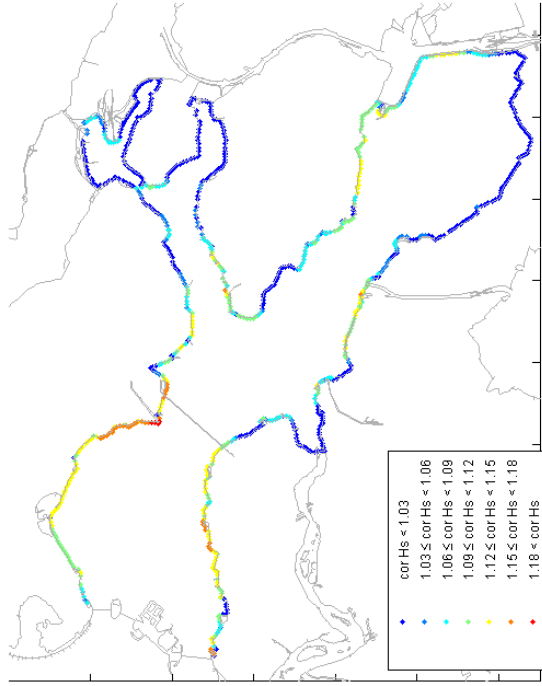 cor Hs < 1.03
1.03 ≤ cor Hs < 1.06
1.06 ≤ cor Hs < 1.09
1.09 ≤ cor Hs < 1.12
1.12 ≤ cor Hs < 1.15
1.15 ≤ cor Hs < 1.18
1.18 < cor Hs